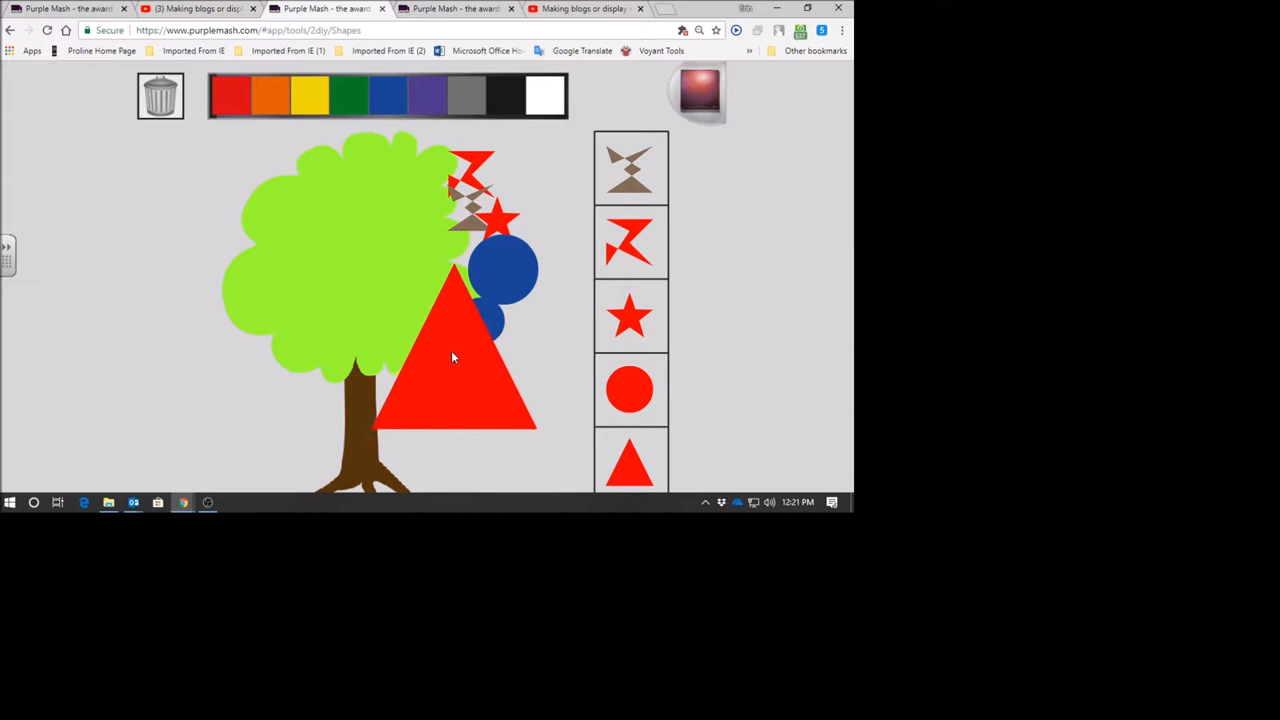 Purple Mash - the award
(3) Making blogs or displ
Purple Mash - the award
Purple Mash - the award
Making blogs or display t
Secure
https://www.purplemash.com/#app/tools/2diy/Shapes
Apps
Proline Home Page
Imported From IE
Imported From IE (1)
Imported From IE (2)
Microsoft Office Ho
Google Translate
Voyant Tools
»
Other bookmarks
12:21 PM